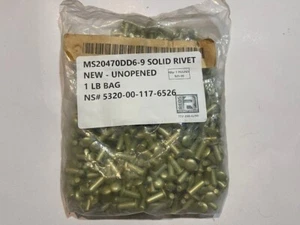 MS20470DD6-9 SOLID RIVET
NEW - UNOPENED
1 LB BAG
NS# 5320-00-117-6526